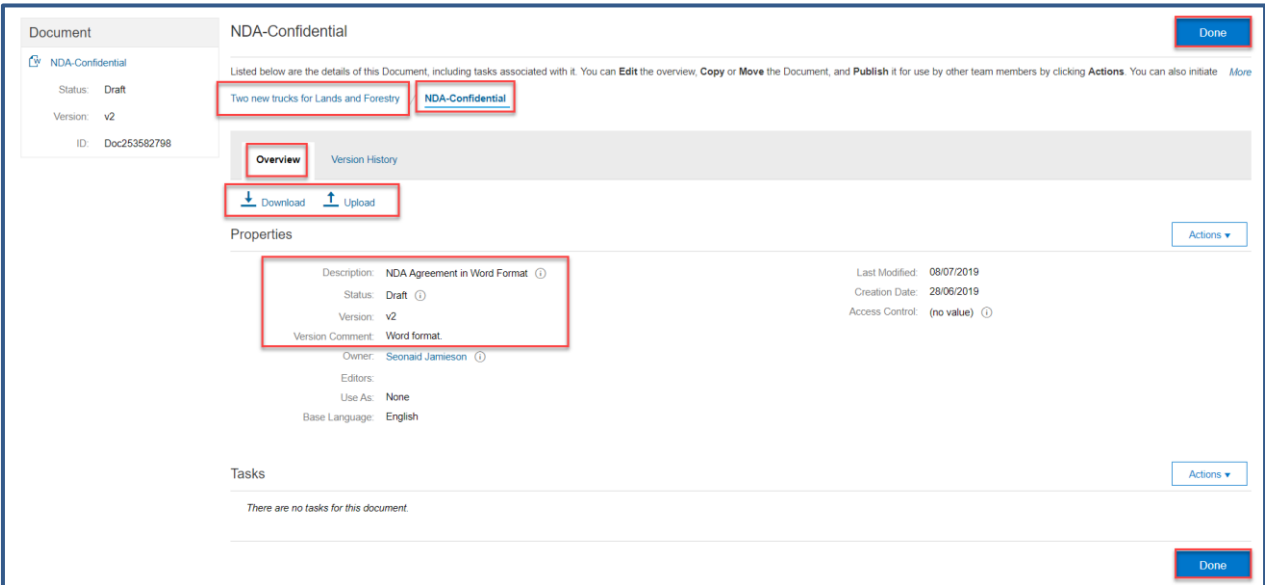 Document
NDA-Confidential
Status: Draft
Version: v2
ID: Doc253582798
NDA-Confidential
Done
Listed below are the details of this Document, including tasks associated with it. You can Edit the overview, Copy or Move the Document, and Publish it for use by other team members by clicking Actions. You can also initiate More
Two new trucks for Lands and Forestry / NDA-Confidential
Overview Version History
Download Upload
Properties
Actions
Description: NDA Agreement in Word Format
Status: Draft
Version: v2
Version Comment: Word format.
Owner: Seonaid Jamieson
Editors:
Use As: None
Base Language: English
Last Modified: 08/07/2019
Creation Date: 28/06/2019
Access Control: (no value)
Tasks
Actions
There are no tasks for this document.
Done